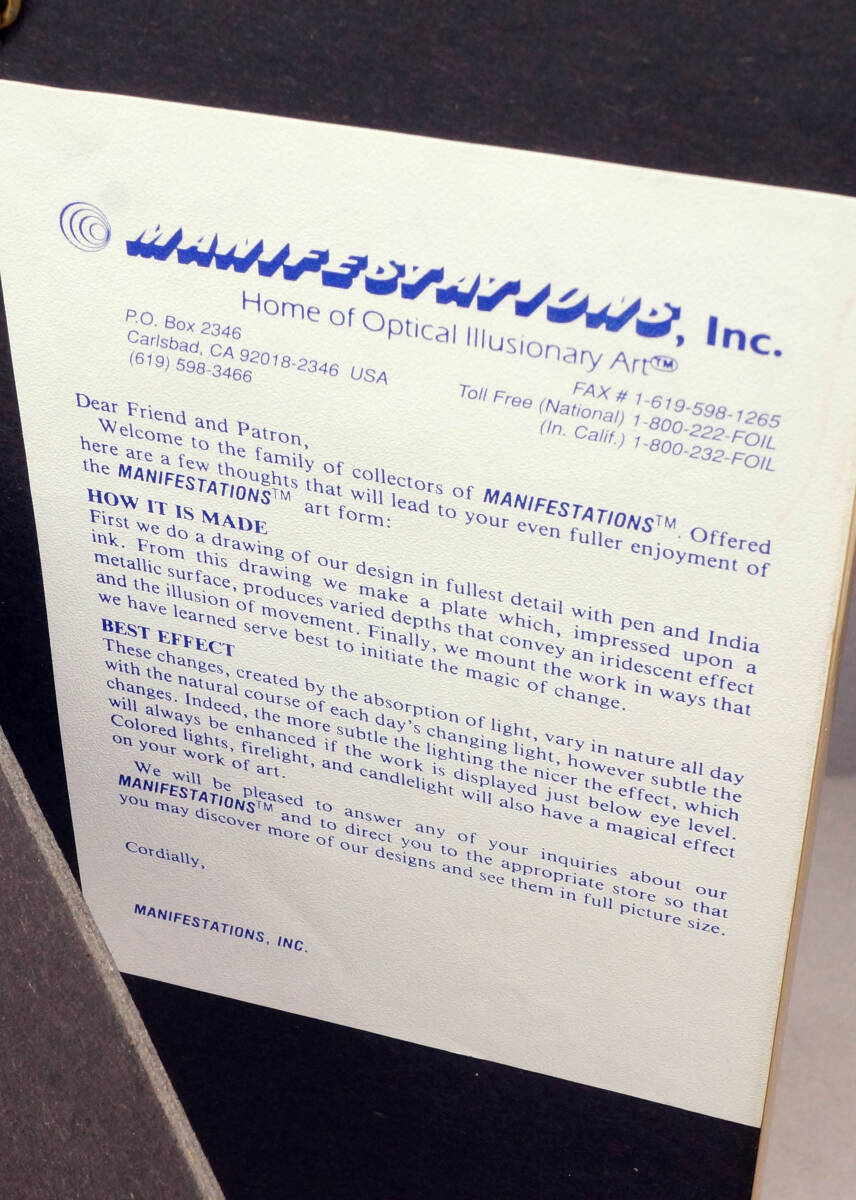 MANIFESTATIONS, Inc.
Home of Optical Illusionary Art™
P.O. Box 2346
Carlsbad, CA 92018-2346 USA
(619) 598-3466
FAX # 1-619-598-1265
Toll Free (National) 1-800-222-FOIL
(In. Calif.) 1-800-232-FOIL
Dear Friend and Patron,
Welcome to the family of collectors of MANIFESTATIONS™. Offered
here are a few thoughts that will lead to your even fuller enjoyment of
the MANIFESTATIONS™ art form:
HOW IT IS MADE
First we do a drawing of our design in fullest detail with pen and India
ink. From this drawing we make a plate which, impressed upon a
metallic surface, produces varied depths that convey an iridescent effect
and the illusion of movement. Finally, we mount the work in ways that
we have learned serve best to initiate the magic of change.
BEST EFFECT
These changes, created by the absorption of light, vary in nature all day
with the natural course of each day's changing light, however subtle the
changes. Indeed, the more subtle the lighting the nicer the effect, which
will always be enhanced if the work is displayed just below eye level.
Colored lights, firelight, and candlelight will also have a magical effect
on your work of art.
We will be pleased to answer any of your inquiries about our
MANIFESTATIONS™ and to direct you to the appropriate store so that
you may discover more of our designs and see them in full picture size.
Cordially,
MANIFESTATIONS, INC.